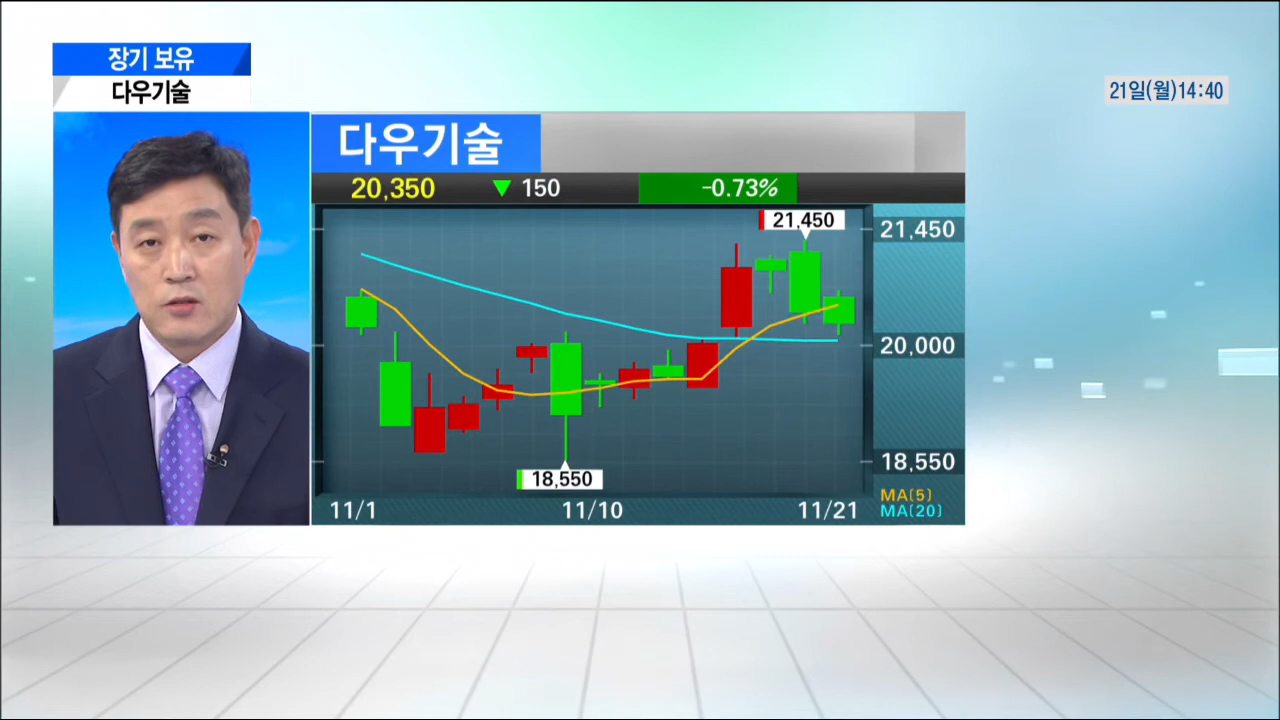 장기 보유
다우기술
21일(월)14:40
다우기술
20,350 ▼ 150 -0.73%
21,450
21,450
20,000
18,550
18,550
MA(5)
MA(20)
11/1 11/10 11/21